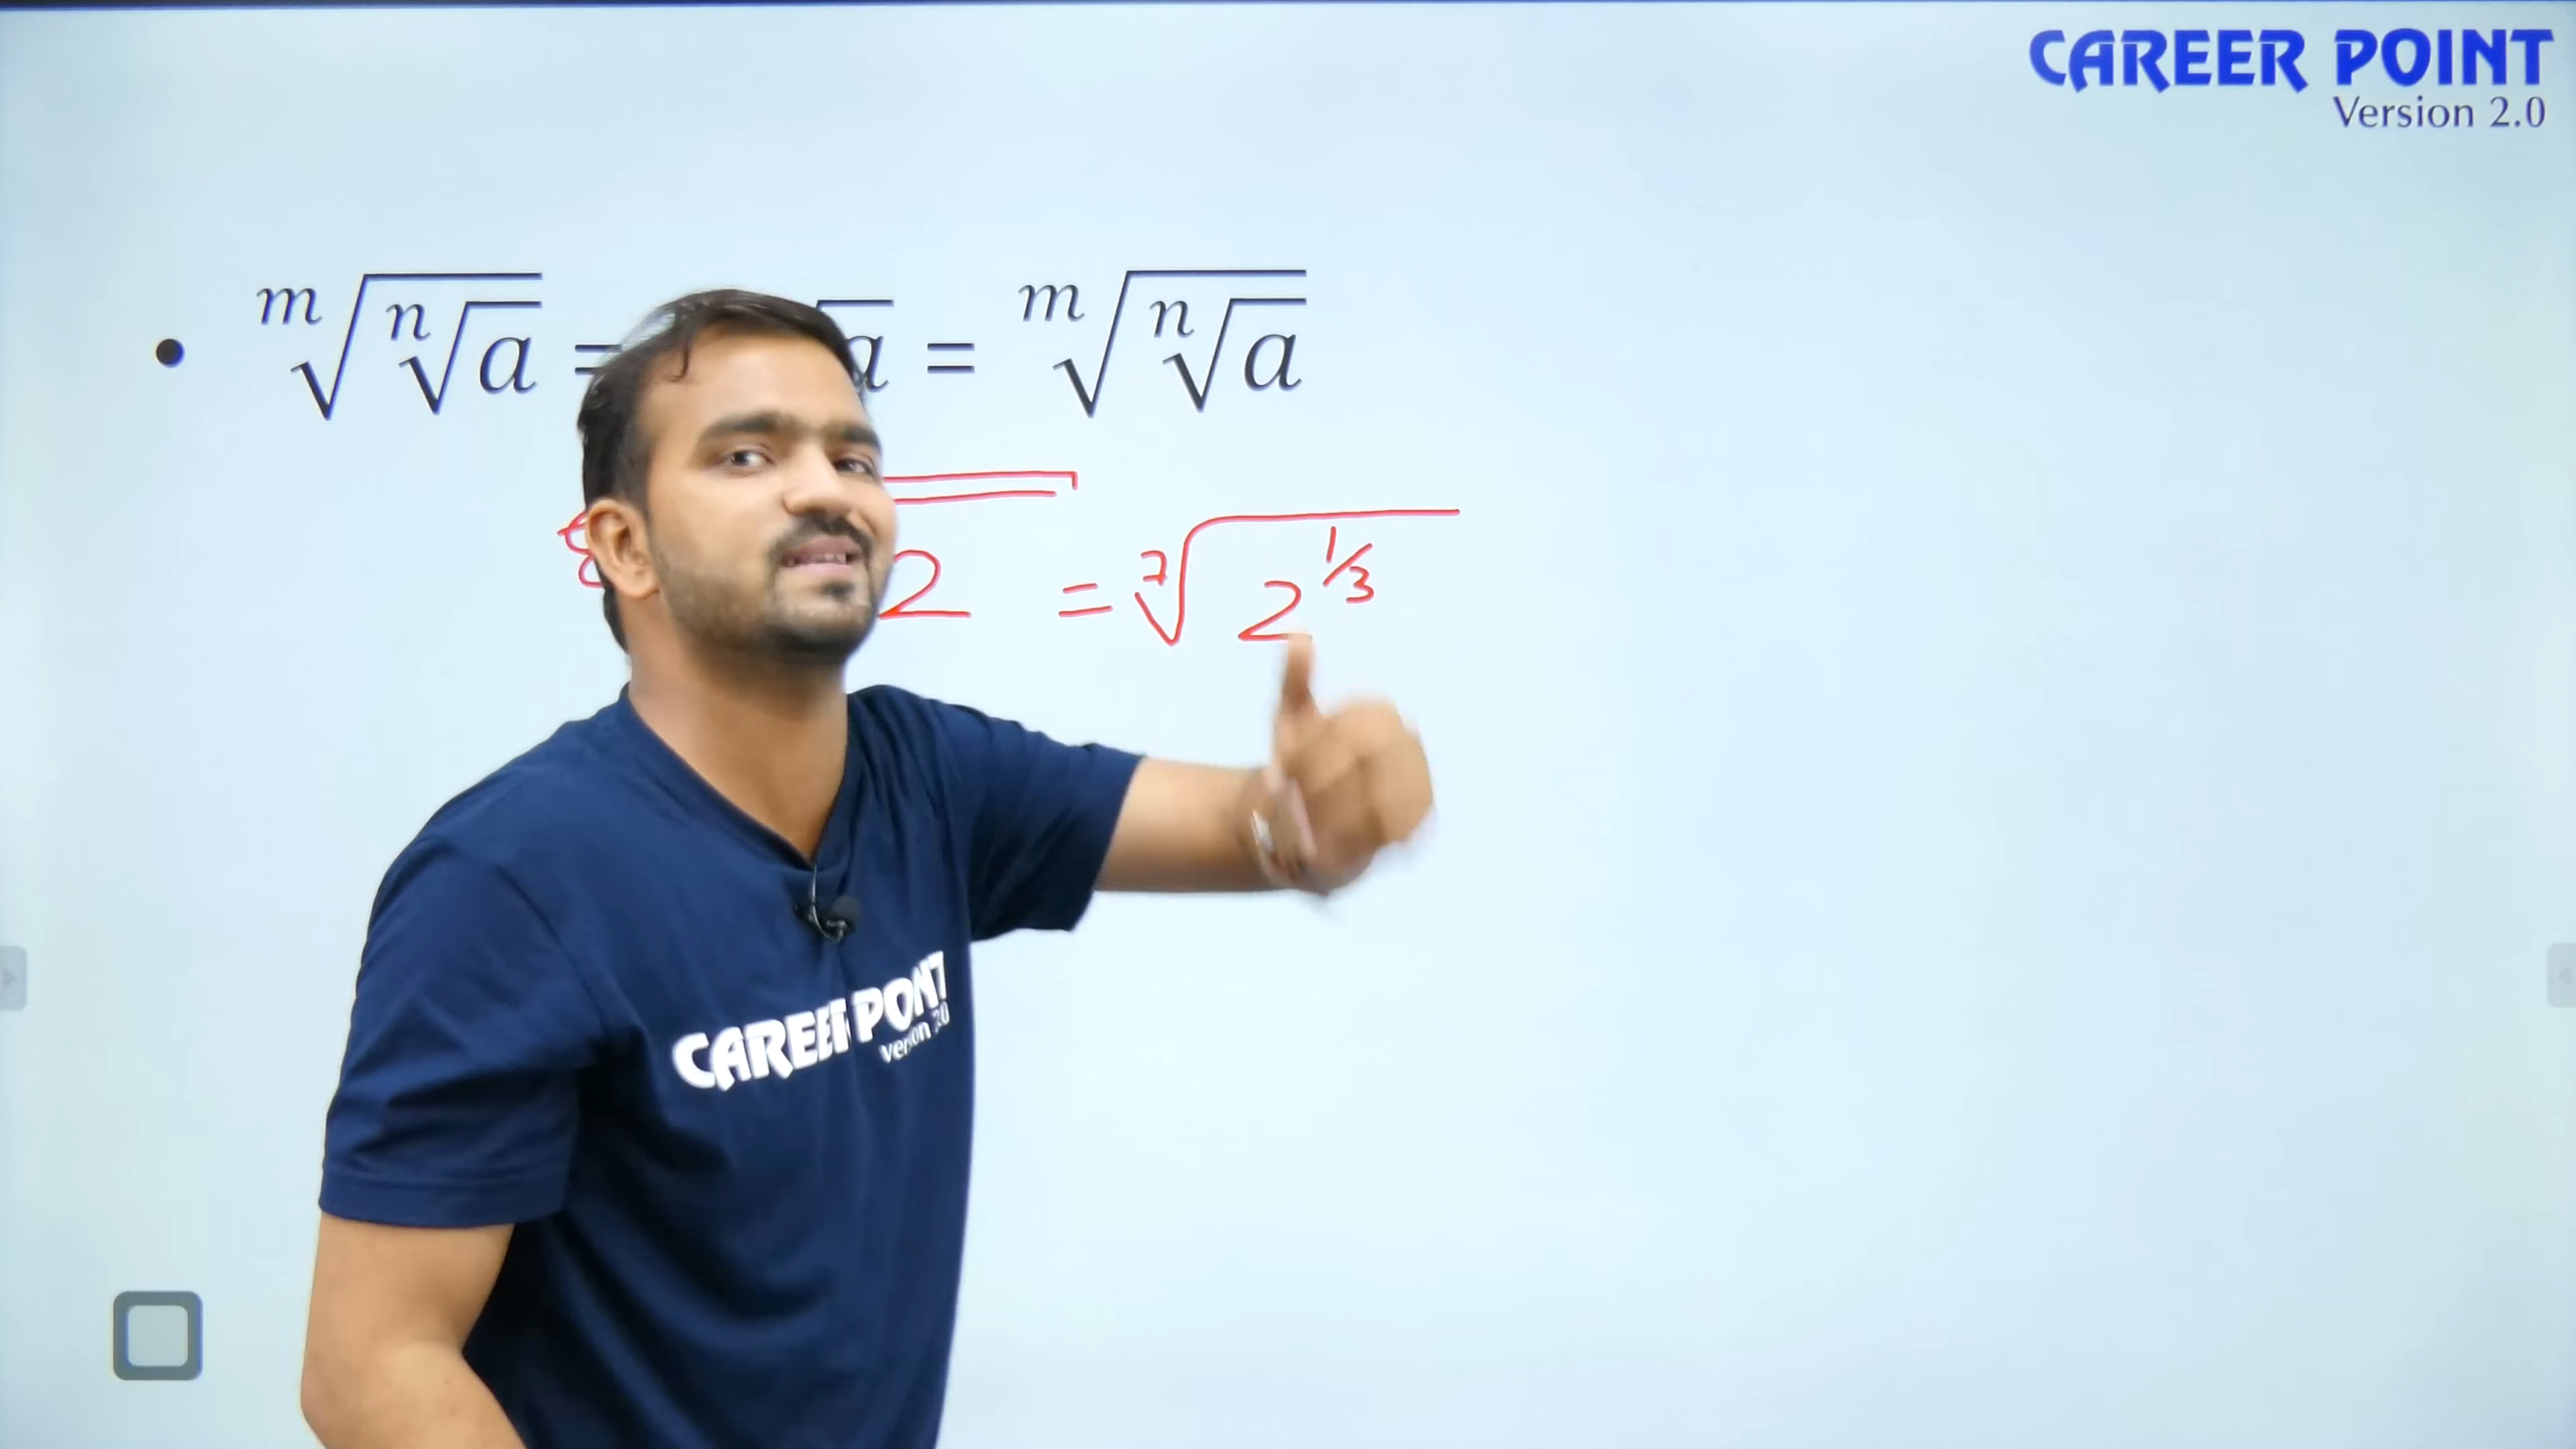 CAREER POINT
Version 2.0
• ᵐ√(ⁿ√a) = √a = ᵐ√(ⁿ√a)
2 = ⁷√(2^(1/3))
CAREER POINT
Version 2.0